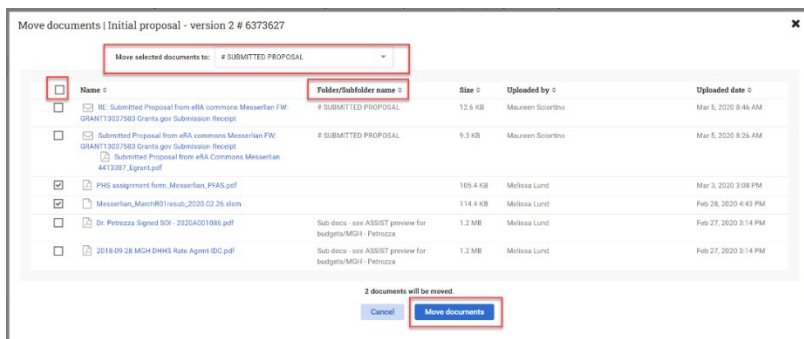 Move documents | Initial proposal - version 2 # 6373627
Move selected documents to: # SUBMITTED PROPOSAL
Name Folder/Subfolder name Size Uploaded by Uploaded date
RE: Submitted Proposal from eRA commons Messerlian FW: # SUBMITTED PROPOSAL 12.6 KB Maureen Sciortino Mar 5, 2020 8:46 AM
GRANT13037583 Grants.gov Submission Receipt
Submitted Proposal from eRA commons Messerlian FW: # SUBMITTED PROPOSAL 9.3 KB Maureen Sciortino Mar 5, 2020 8:26 AM
GRANT13037583 Grants.gov Submission Receipt
Submitted Proposal from eRA Commons Messerlian
4413387_Egrant.pdf
PHS assignment form_Messerlian_PFAS.pdf 105.4 KB Melissa Lund Mar 3, 2020 3:08 PM
Messerlian_MarchR01resub_2020.02.26.xlsm 114.4 KB Melissa Lund Feb 28, 2020 4:43 PM
Dr. Petrozza Signed SOI - 2020A001086.pdf Sub docs - see ASSIST preview for 1.2 MB Melissa Lund Feb 27, 2020 3:14 PM
budgets/MGH - Petrozza
2018-09-28 MGH DHHS Rate Agmt IDC.pdf Sub docs - see ASSIST preview for 1.2 MB Melissa Lund Feb 27, 2020 3:14 PM
budgets/MGH - Petrozza
2 documents will be moved.
Cancel Move documents